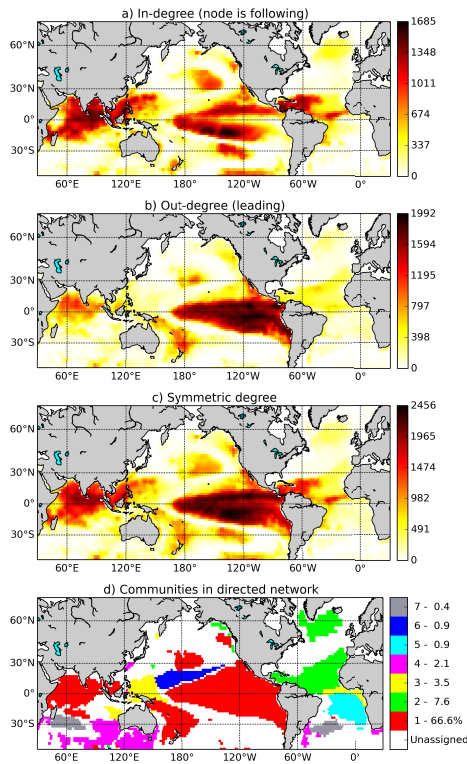 a) In-degree (node is following)
60°N
30°N
0°
30°S
60°E 120°E 180° 120°W 60°W 0°
1685
1348
1011
674
337
0
b) Out-degree (leading)
60°N
30°N
0°
30°S
60°E 120°E 180° 120°W 60°W 0°
1992
1594
1195
797
398
0
c) Symmetric degree
60°N
30°N
0°
30°S
60°E 120°E 180° 120°W 60°W 0°
2456
1965
1474
982
491
0
d) Communities in directed network
60°N
30°N
0°
30°S
60°E 120°E 180° 120°W 60°W 0°
7 - 0.4
6 - 0.9
5 - 0.9
4 - 2.1
3 - 3.5
2 - 7.6
1 - 66.6%
Unassigned